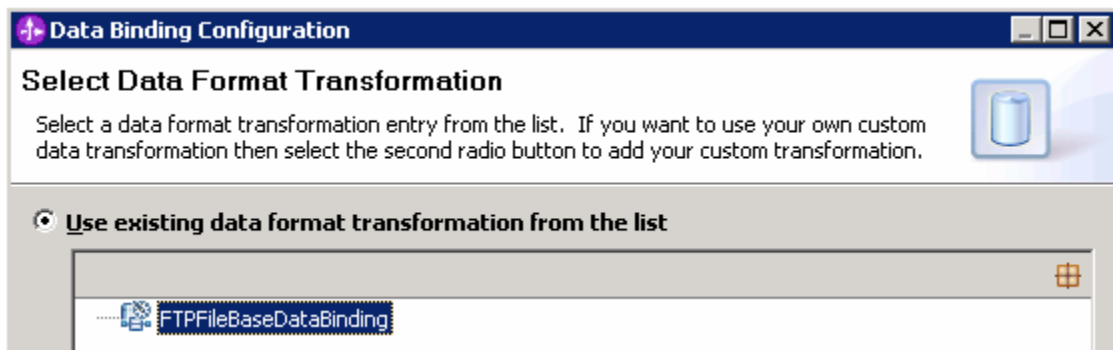 Data Binding Configuration
Select Data Format Transformation
Select a data format transformation entry from the list.  If you want to use your own custom
data transformation then select the second radio button to add your custom transformation.
Use existing data format transformation from the list
FTPFileBaseDataBinding